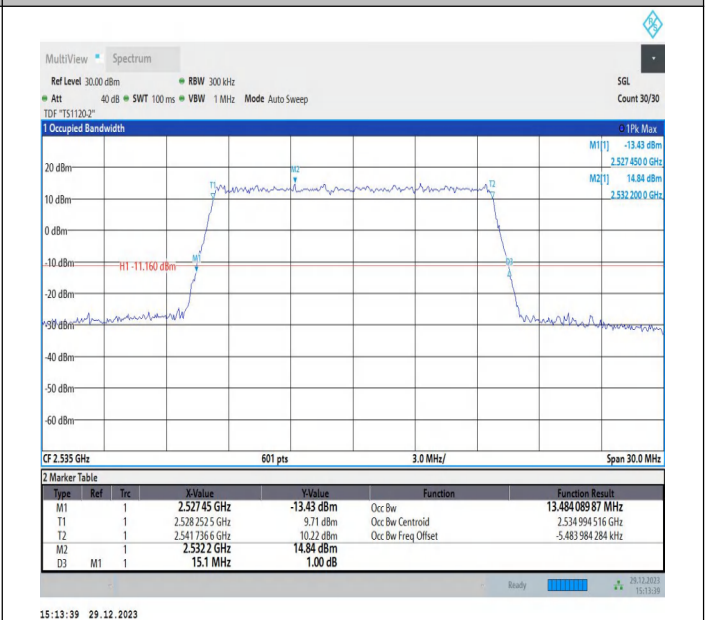 MultiView Spectrum
Ref Level 30.00 dBm RBW 300 kHz SGL
Att 40 dB SWT 100 ms VBW 1 MHz Mode Auto Sweep Count 30/30
TDF "TS1120-2"
1 Occupied Bandwidth 1Pk Max
M1[1] -13.43 dBm
2.527 450 0 GHz
M2[1] 14.84 dBm
2.532 200 0 GHz
20 dBm
M2
T1
T2
10 dBm
0 dBm
M1
D3
-10 dBm
H1 -11.160 dBm
-20 dBm
-30 dBm
-40 dBm
-50 dBm
-60 dBm
CF 2.535 GHz 601 pts 3.0 MHz/ Span 30.0 MHz
2 Marker Table
Type Ref Trc X-Value Y-Value Function Function Result
M1 1 2.527 45 GHz -13.43 dBm Occ Bw 13.484 089 87 MHz
T1 1 2.528 252 5 GHz 9.71 dBm Occ Bw Centroid 2.534 994 516 GHz
T2 1 2.541 736 6 GHz 10.22 dBm Occ Bw Freq Offset -5.483 984 284 kHz
M2 1 2.532 2 GHz 14.84 dBm
D3 M1 1 15.1 MHz 1.00 dB
Ready 29.12.2023
15:13:39
15:13:39 29.12.2023